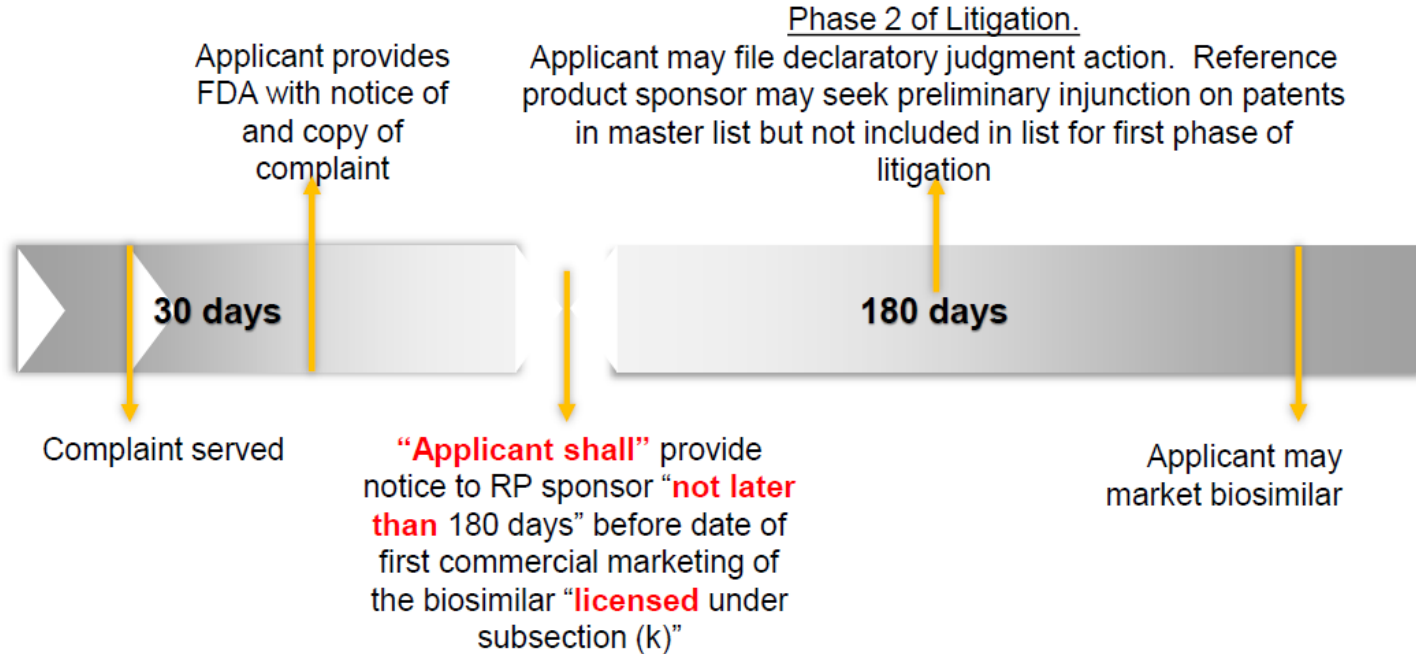 Phase 2 of Litigation.
Applicant may file declaratory judgment action.  Reference
product sponsor may seek preliminary injunction on patents
in master list but not included in list for first phase of
litigation
Applicant provides
FDA with notice of
and copy of
complaint
30 days
180 days
Complaint served
“Applicant shall” provide
notice to RP sponsor “not later
than 180 days” before date of
first commercial marketing of
the biosimilar “licensed under
subsection (k)”
Applicant may
market biosimilar